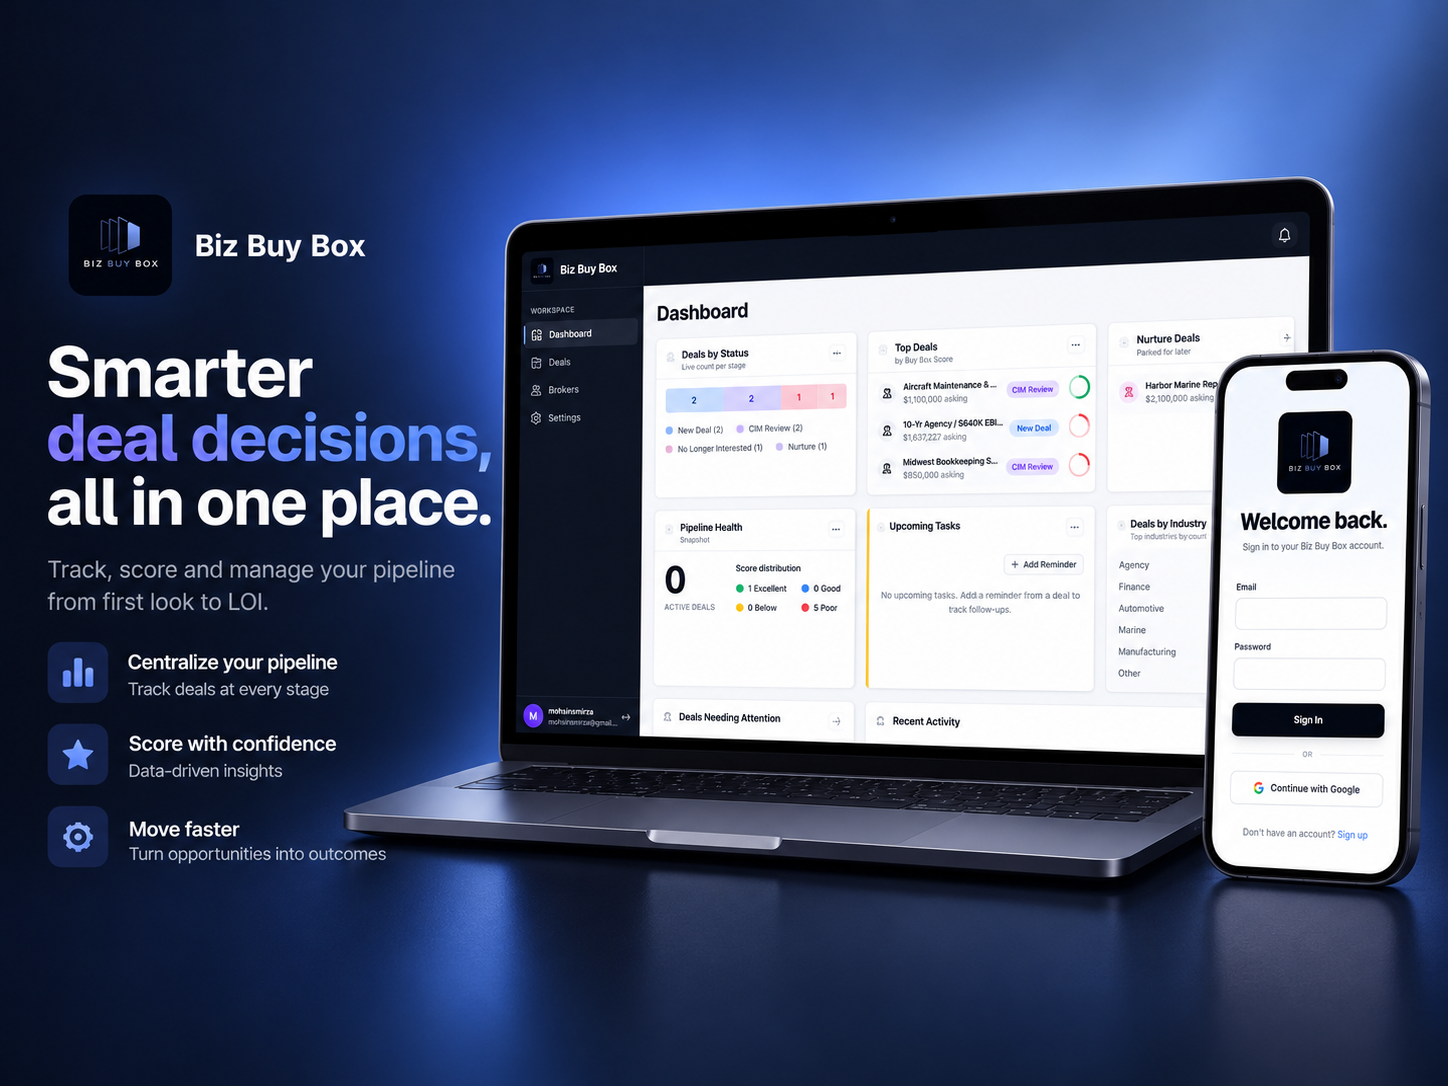 BIZ BUY BOX
Biz Buy Box
Smarter
deal decisions,
all in one place.
Track, score and manage your pipeline
from first look to LOI.
Centralize your pipeline
Track deals at every stage
Score with confidence
Data-driven insights
Move faster
Turn opportunities into outcomes
Biz Buy Box
WORKSPACE
Dashboard
Deals
Brokers
Settings
M
mohsinsmirza
mohsinsmirza@gmail...
Dashboard
Deals by Status
Live count per stage
2 2 1 1
New Deal (2) CIM Review (2)
No Longer Interested (1) Nurture (1)
Top Deals
by Buy Box Score
Aircraft Maintenance & ... CIM Review
$1,100,000 asking
10-Yr Agency / $640K EBI... New Deal
$1,637,227 asking
Midwest Bookkeeping S... CIM Review
$850,000 asking
Nurture Deals
Parked for later
Harbor Marine Rep
$2,100,000 asking
Pipeline Health
Snapshot
0
ACTIVE DEALS
Score distribution
1 Excellent 0 Good
0 Below 5 Poor
Upcoming Tasks
+ Add Reminder
No upcoming tasks. Add a reminder from a deal to
track follow-ups.
Deals by Industry
Top industries by count
Agency
Finance
Automotive
Marine
Manufacturing
Other
Deals Needing Attention
Recent Activity
BIZ BUY BOX
Welcome back.
Sign in to your Biz Buy Box account.
Email
Password
Sign In
OR
G Continue with Google
Don't have an account? Sign up